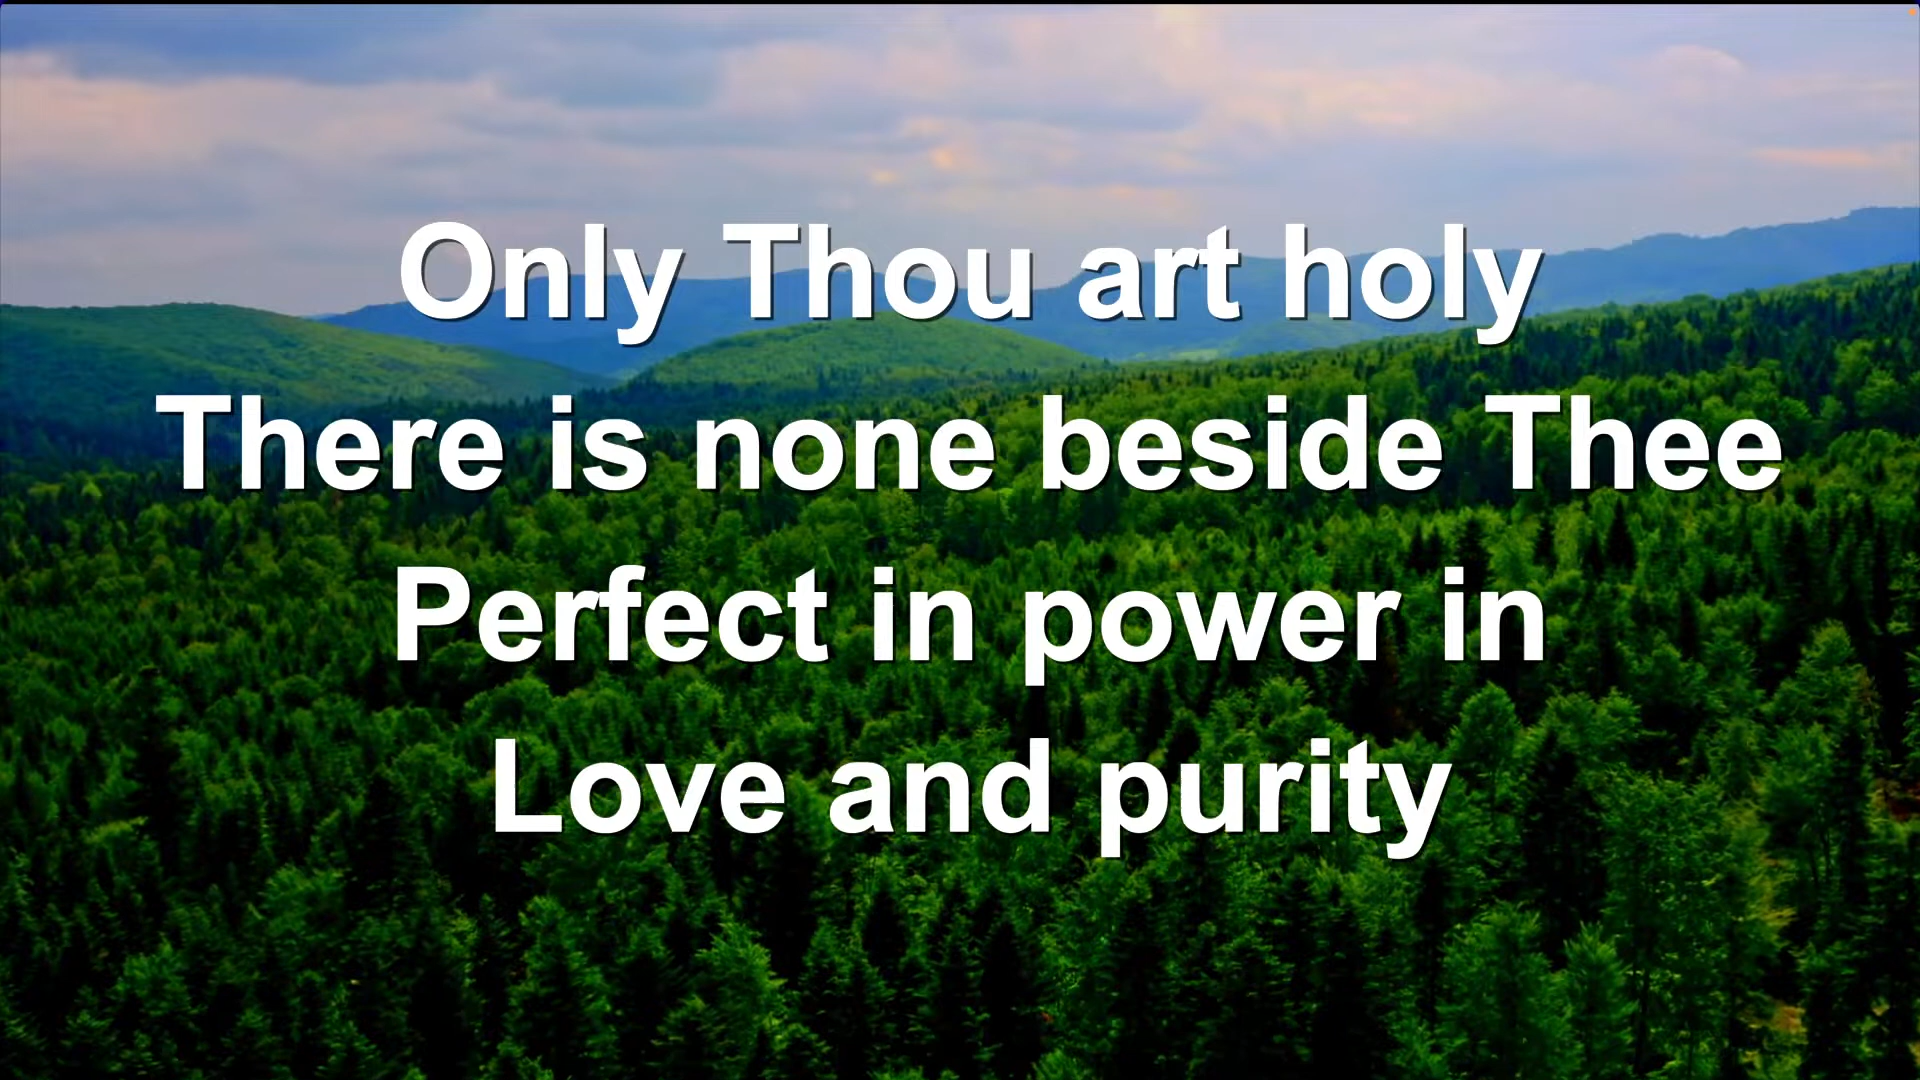 Only Thou art holy
There is none beside Thee
Perfect in power in
Love and purity